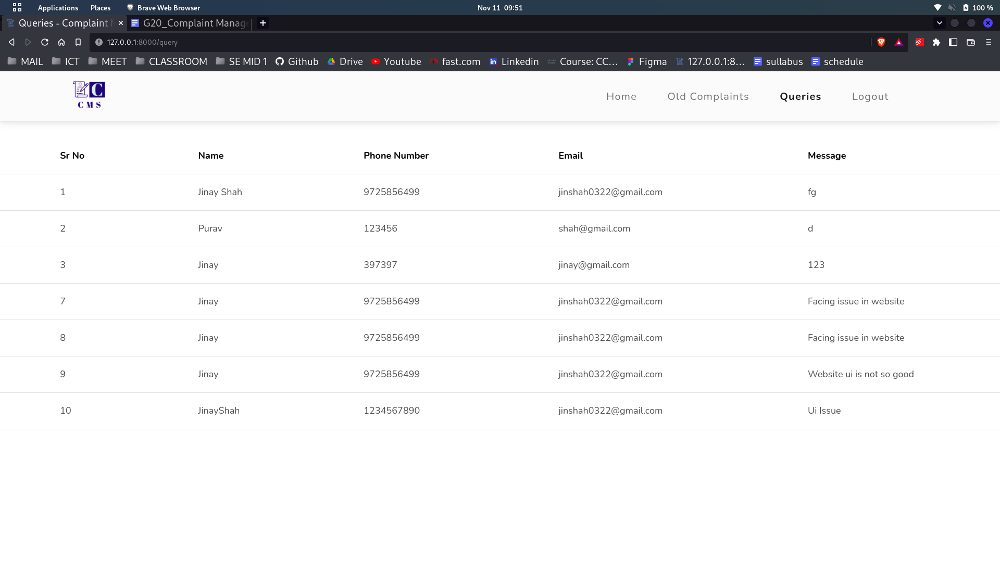 Applications Places Brave Web Browser Nov 11 09:51 100 %
Queries - Complaint G20_Complaint Manage
127.0.0.1:8000/query
MAIL ICT MEET CLASSROOM SE MID 1 Github Drive Youtube fast.com Linkedin Course: CC... Figma 127.0.0.1:8... sullabus schedule
C
CMS
Home Old Complaints Queries Logout
Sr No Name Phone Number Email Message
1 Jinay Shah 9725856499 jinshah0322@gmail.com fg
2 Purav 123456 shah@gmail.com d
3 Jinay 397397 jinay@gmail.com 123
7 Jinay 9725856499 jinshah0322@gmail.com Facing issue in website
8 Jinay 9725856499 jinshah0322@gmail.com Facing issue in website
9 Jinay 9725856499 jinshah0322@gmail.com Website ui is not so good
10 JinayShah 1234567890 jinshah0322@gmail.com Ui Issue